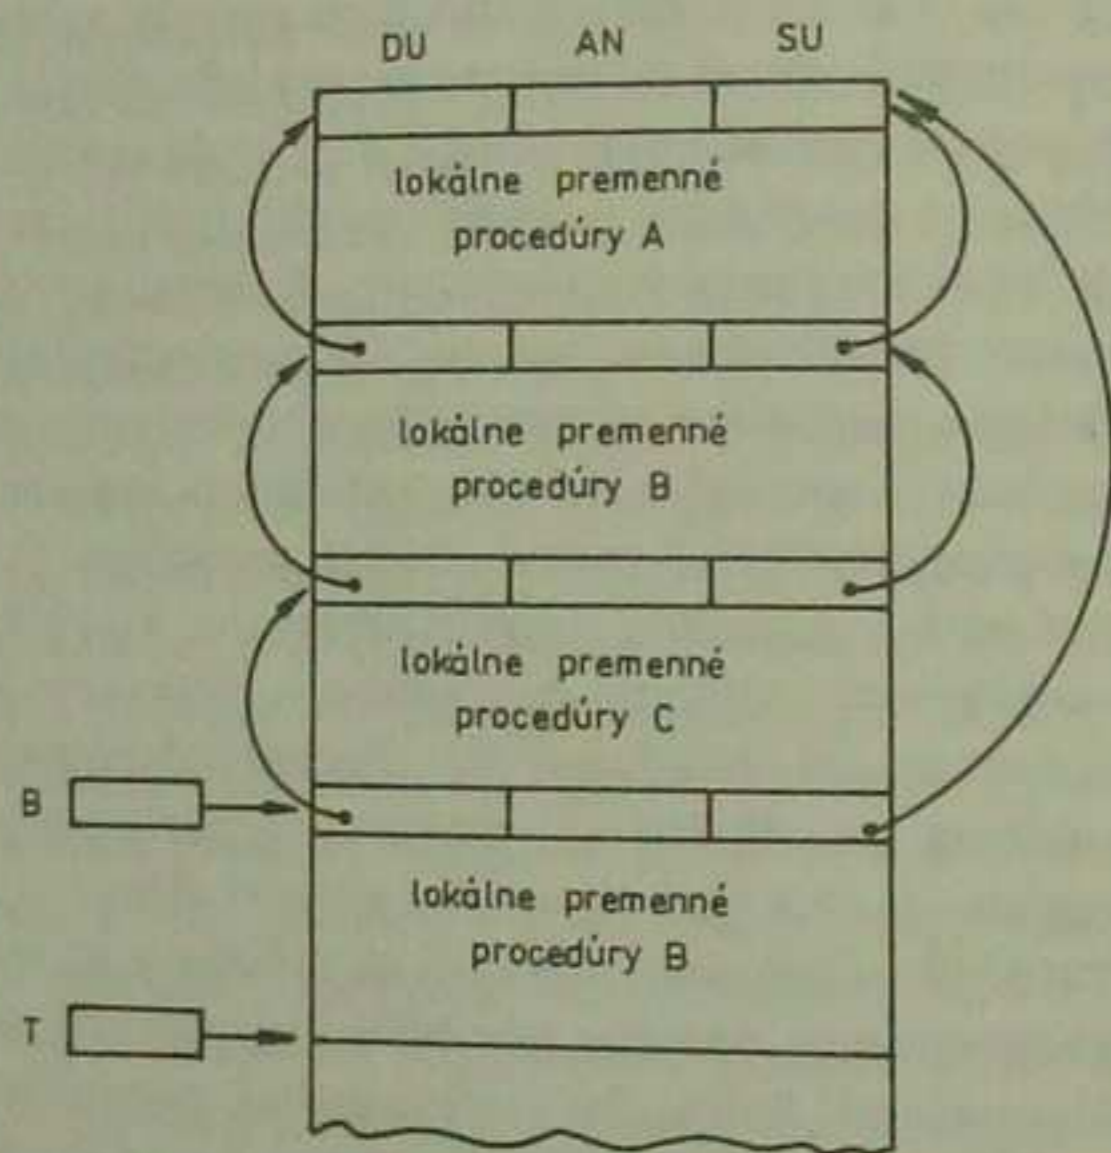 DU AN SU
lokálne premenné
procedúry A
lokálne premenné
procedúry B
lokálne premenné
procedúry C
B
lokálne premenné
procedúry B
T